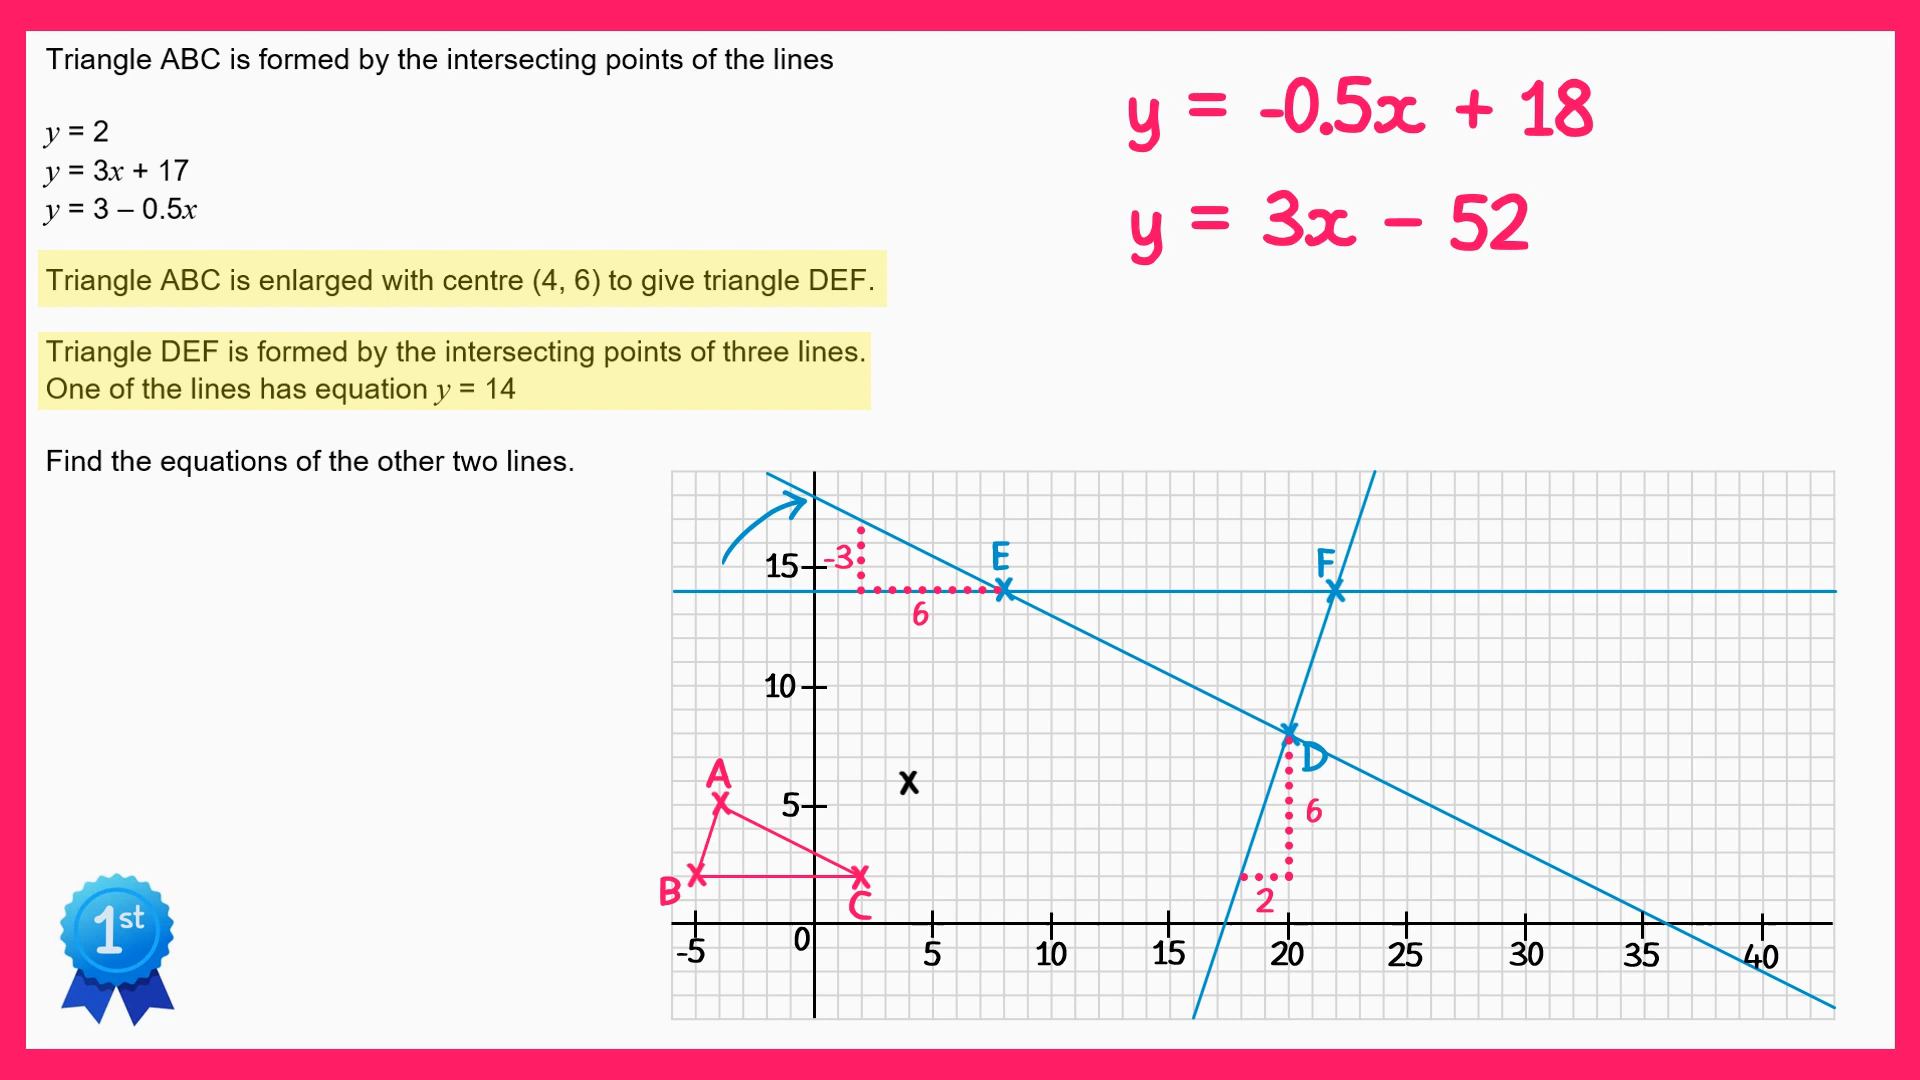 Triangle ABC is formed by the intersecting points of the lines
y = 2
y = 3x + 17
y = 3 – 0.5x
Triangle ABC is enlarged with centre (4, 6) to give triangle DEF.
Triangle DEF is formed by the intersecting points of three lines.
One of the lines has equation y = 14
Find the equations of the other two lines.
y = -0.5x + 18
y = 3x - 52
E
F
15
-3
6
10
D
A
x
5
6
B
C
2
1st
-5
0
5
10
15
20
25
30
35
40